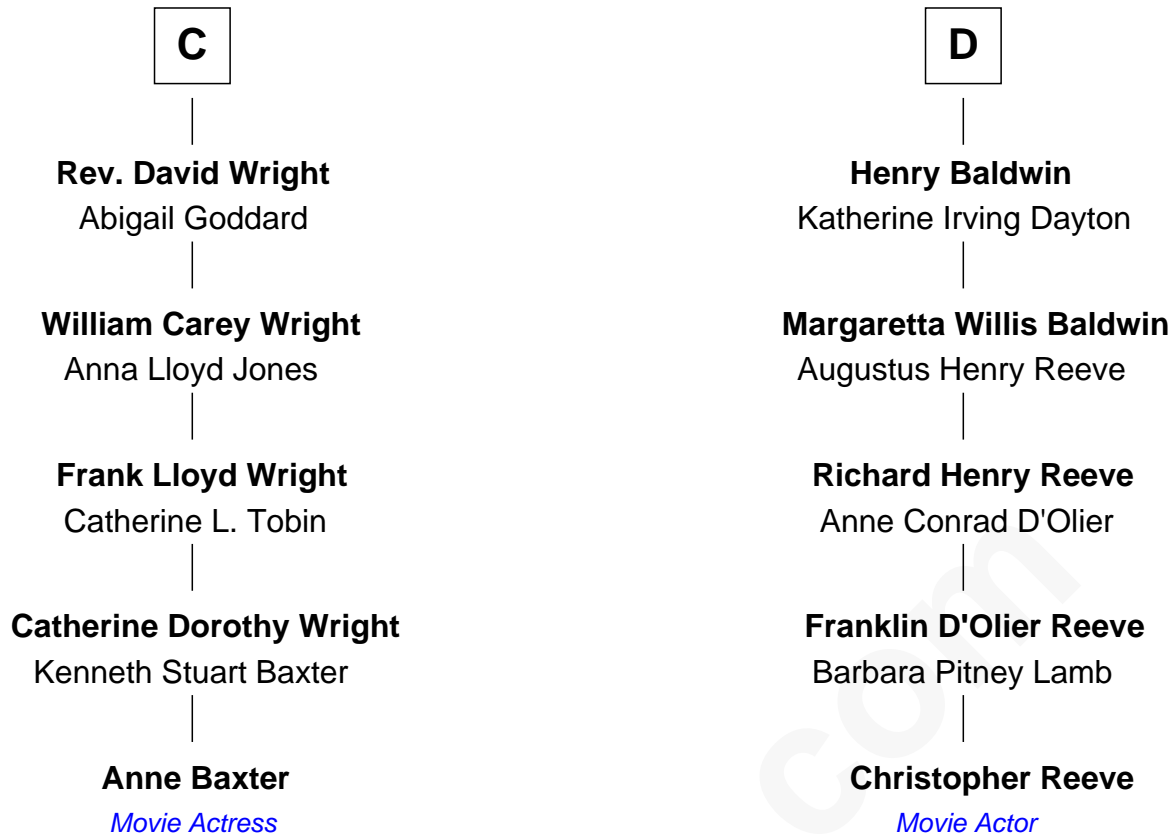 C
Rev. David Wright
Abigail Goddard
William Carey Wright
Anna Lloyd Jones
Frank Lloyd Wright
Catherine L. Tobin
Catherine Dorothy Wright
Kenneth Stuart Baxter
Anne Baxter
Movie Actress
D
Henry Baldwin
Katherine Irving Dayton
Margaretta Willis Baldwin
Augustus Henry Reeve
Richard Henry Reeve
Anne Conrad D'Olier
Franklin D'Olier Reeve
Barbara Pitney Lamb
Christopher Reeve
Movie Actor
com